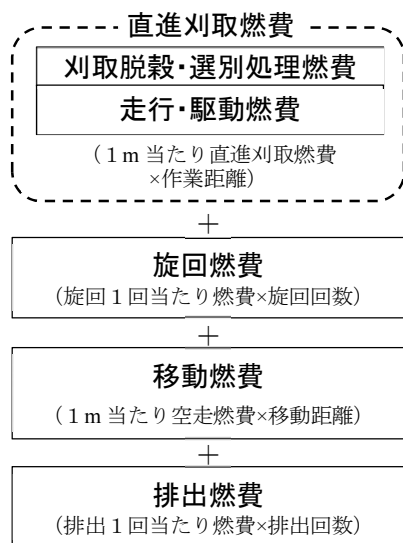 直進刈取燃費
刈取脱穀・選別処理燃費
走行・駆動燃費
（1m当たり直進刈取燃費
×作業距離）
＋
旋回燃費
（旋回1回当たり燃費×旋回回数）
＋
移動燃費
（1m当たり空走燃費×移動距離）
＋
排出燃費
（排出1回当たり燃費×排出回数）